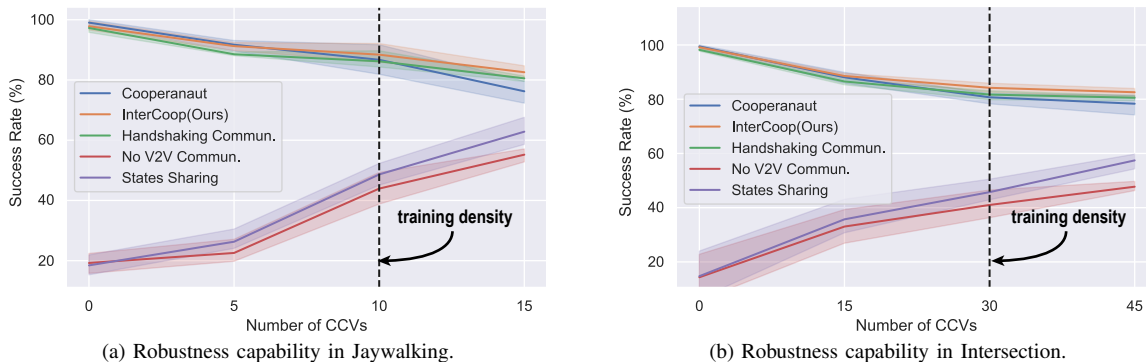 100
80
60
40
20
Success Rate (%)
Cooperanaut
InterCoop(Ours)
Handshaking Commun.
No V2V Commun.
States Sharing
training density
0 5 10 15
Number of CCVs
(a) Robustness capability in Jaywalking.
100
80
60
40
20
Success Rate (%)
Cooperanaut
InterCoop(Ours)
Handshaking Commun.
No V2V Commun.
States Sharing
training density
0 15 30 45
Number of CCVs
(b) Robustness capability in Intersection.